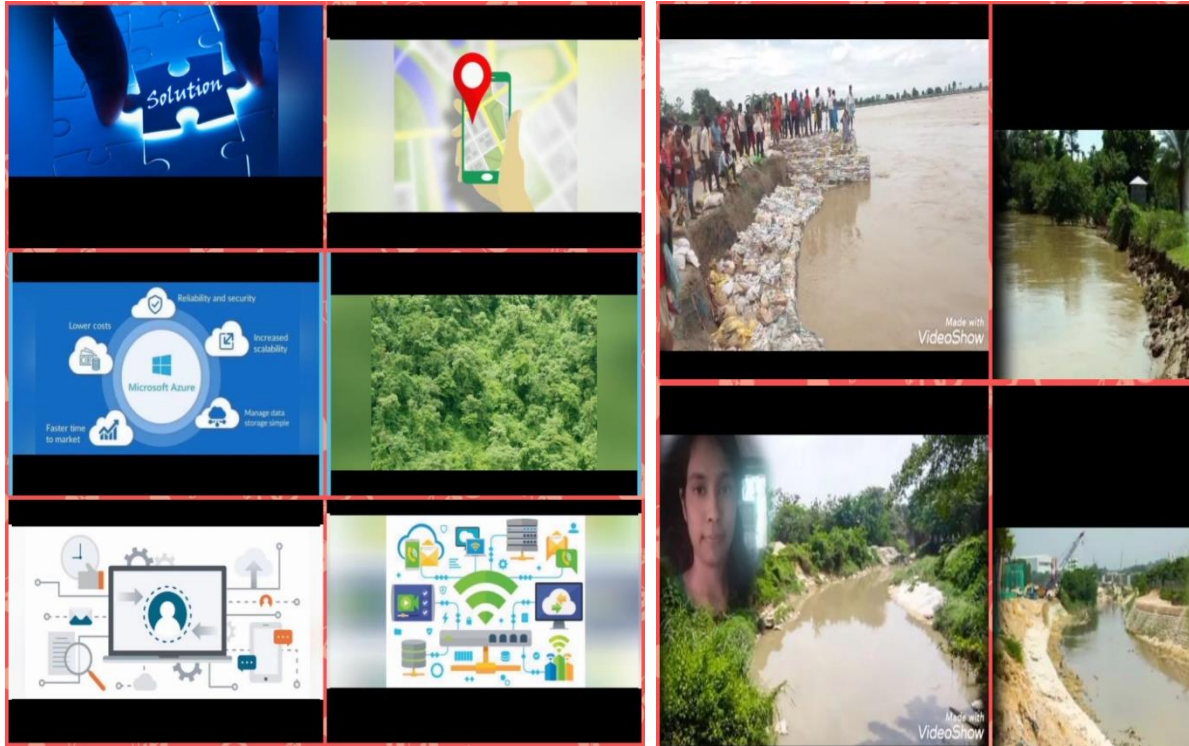 Solution
Reliability and security
Lower costs
Increased
scalability
Microsoft Azure
Faster time
to market
Manage data
storage simple
Made with
VideoShow
Made with
VideoShow